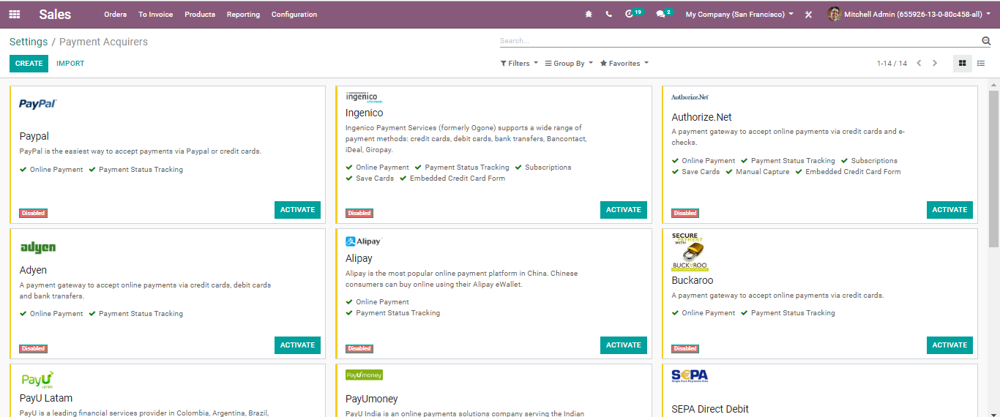 Sales Orders To Invoice Products Reporting Configuration 19 2 My Company (San Francisco) Mitchell Admin (655926-13-0-80c458-all)
Settings / Payment Acquirers Search...
CREATE IMPORT Filters Group By Favorites 1-14 / 14
PayPal
Paypal
PayPal is the easiest way to accept payments via Paypal or credit cards.
Online Payment Payment Status Tracking
Disabled ACTIVATE
ingenico
Ingenico
Ingenico Payment Services (formerly Ogone) supports a wide range of
payment methods: credit cards, debit cards, bank transfers, Bancontact,
iDeal, Giropay.
Online Payment Payment Status Tracking Subscriptions
Save Cards Embedded Credit Card Form
Disabled ACTIVATE
Authorize.Net
Authorize.Net
A payment gateway to accept online payments via credit cards and e-
checks.
Online Payment Payment Status Tracking Subscriptions
Save Cards Manual Capture Embedded Credit Card Form
Disabled ACTIVATE
adyen
Adyen
A payment gateway to accept online payments via credit cards, debit cards
and bank transfers.
Online Payment Payment Status Tracking
Disabled ACTIVATE
支 Alipay
Alipay
Alipay is the most popular online payment platform in China. Chinese
consumers can buy online using their Alipay eWallet.
Online Payment
Payment Status Tracking
Disabled ACTIVATE
SECURE
PAYMENT
WITH
BUCKAROO
Buckaroo
A payment gateway to accept online payments via credit cards.
Online Payment Payment Status Tracking
Disabled ACTIVATE
PayU
LATAM
PayU Latam
PayU is a leading financial services provider in Colombia, Argentina, Brazil,
PayUmoney
PayUmoney
PayU India is an online payments solutions company serving the Indian
S€PA
Single Euro Payments Area
SEPA Direct Debit